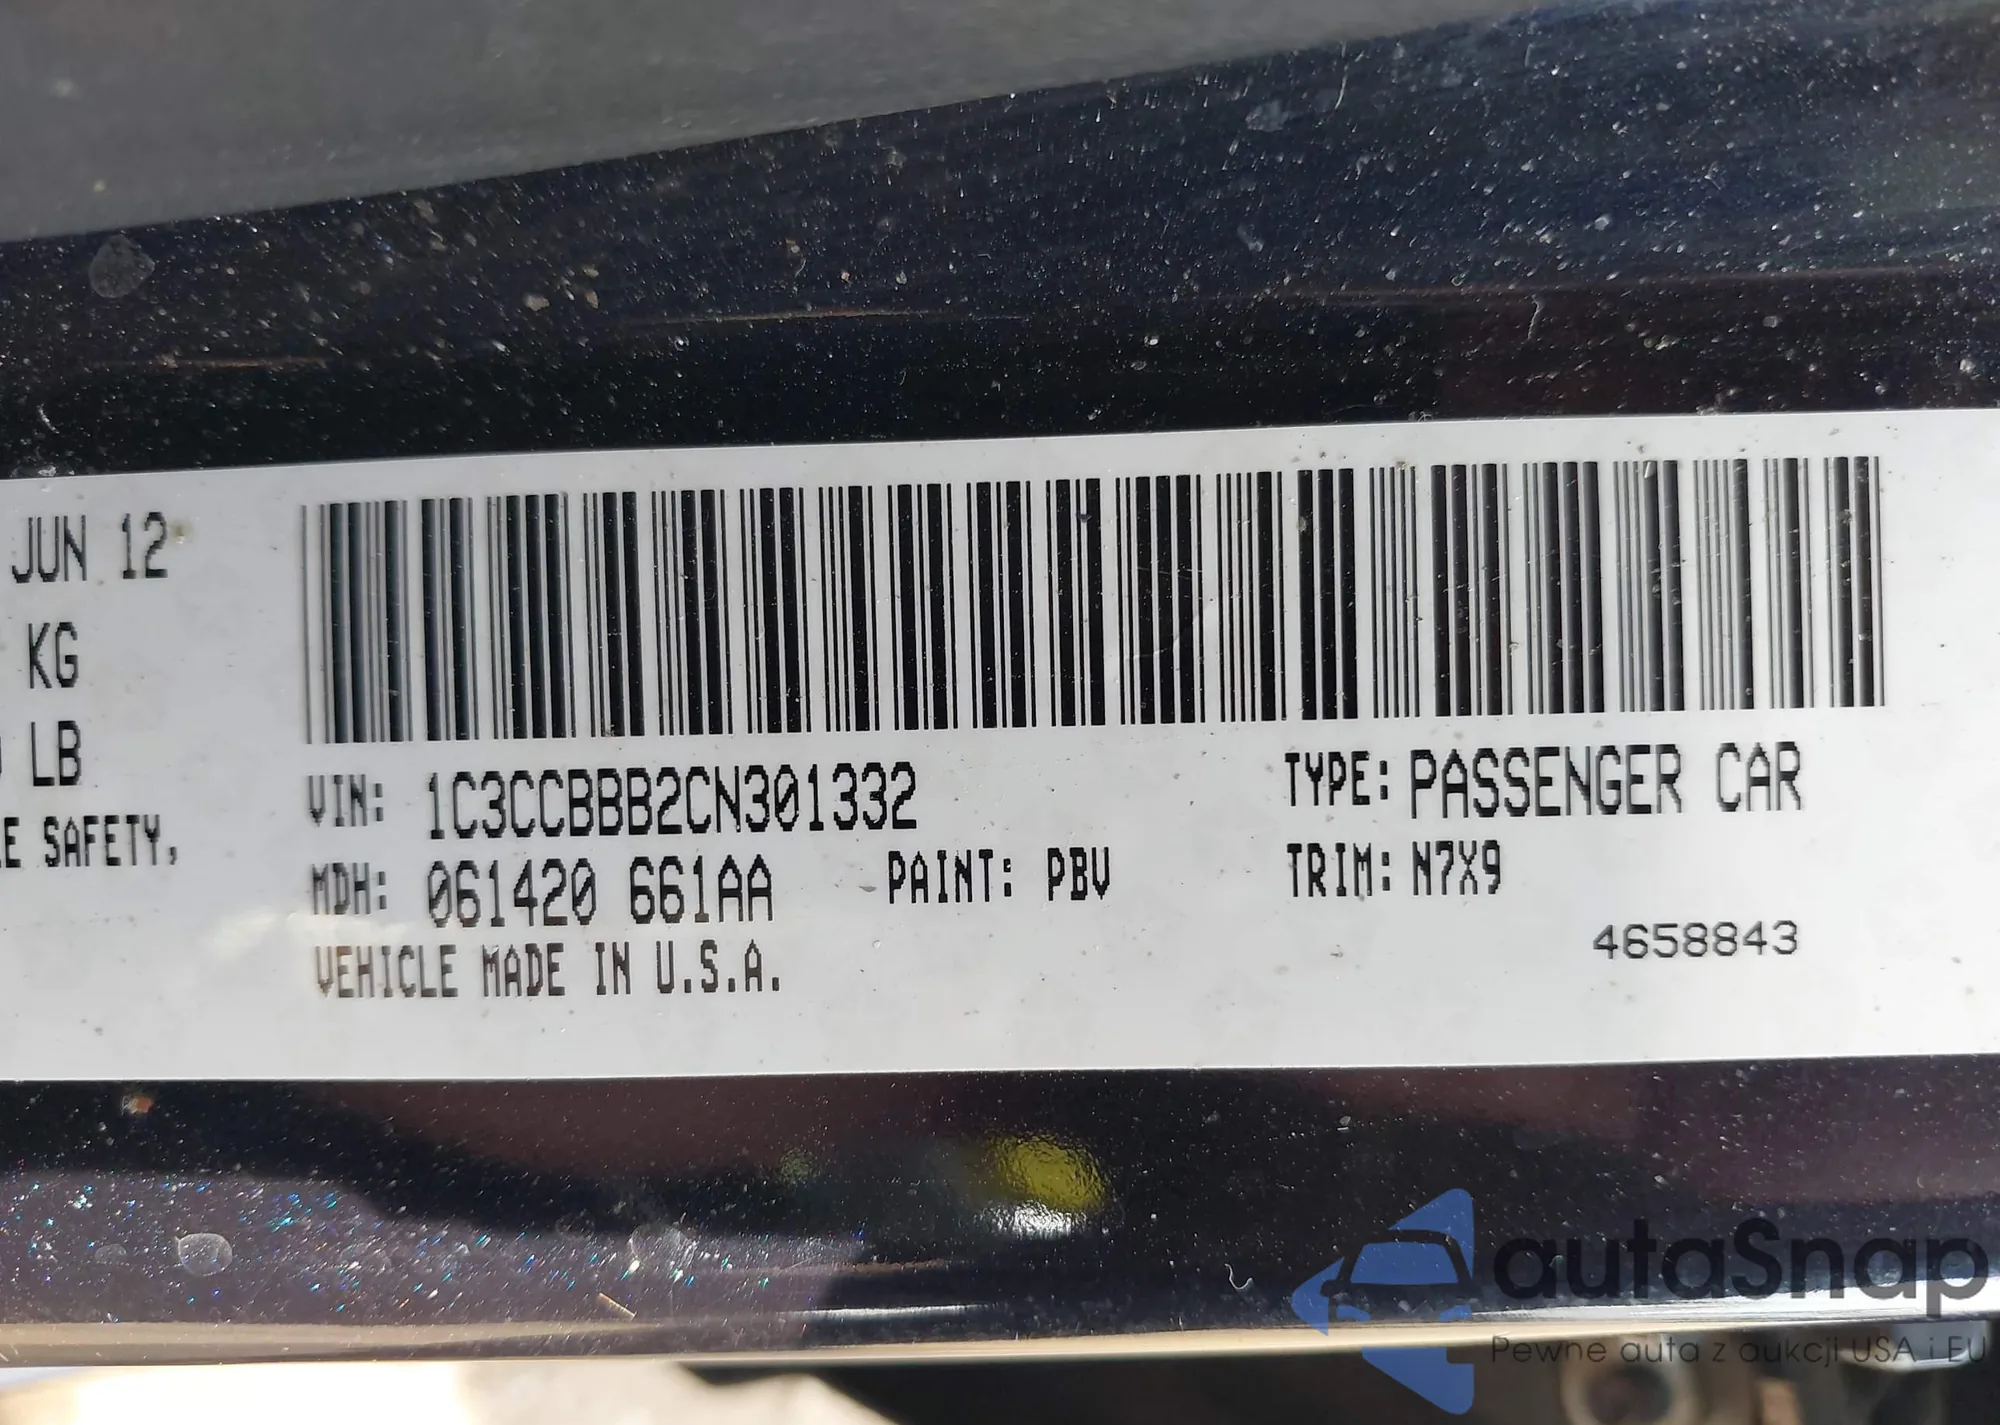 JUN 12
KG
LB
E SAFETY,
VIN: 1C3CCBBB2CN301332
TYPE: PASSENGER CAR
MDH: 061420 661AA
PAINT: PBV
TRIM: N7X9
4658843
VEHICLE MADE IN U.S.A.
autaSnap
Pewne auta z aukcji USA i EU